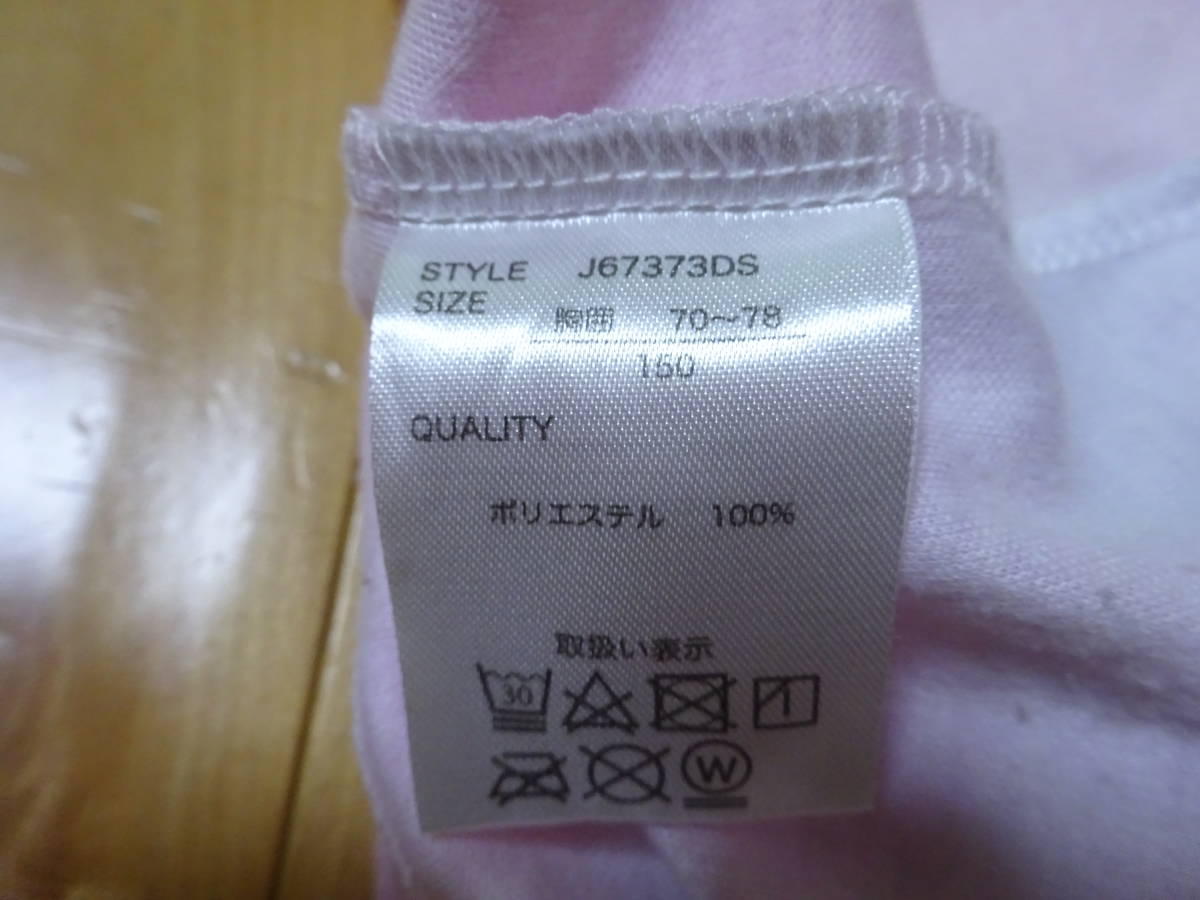 STYLE J67373DS
SIZE
胸囲 70～78
150
QUALITY
ポリエステル 100%
取扱い表示
30
W